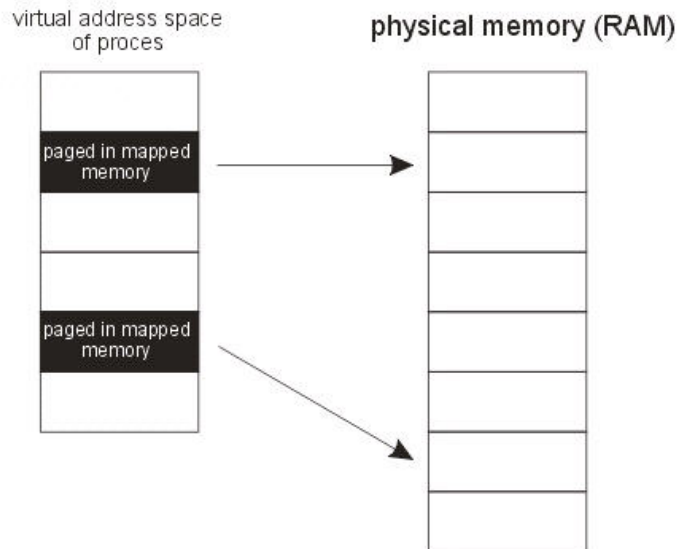 virtual address space
of proces
physical memory (RAM)
paged in mapped
memory
paged in mapped
memory